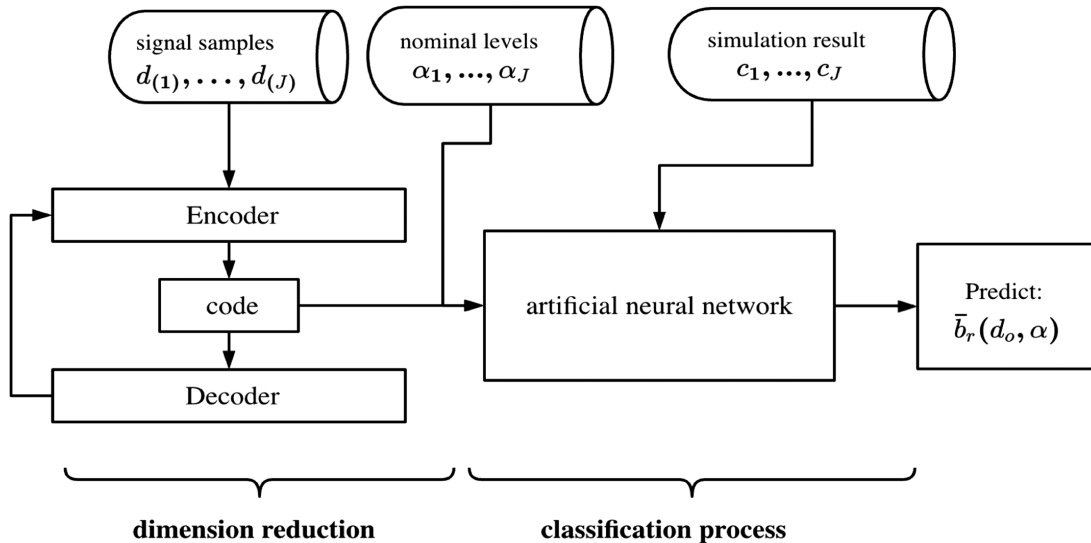 signal samples
d_{(1)}, . . . , d_{(J)}
nominal levels
α_1, ..., α_J
simulation result
c_1, ..., c_J
Encoder
code
Decoder
artificial neural network
Predict:
b̄_r(d_o, α)
dimension reduction
classification process